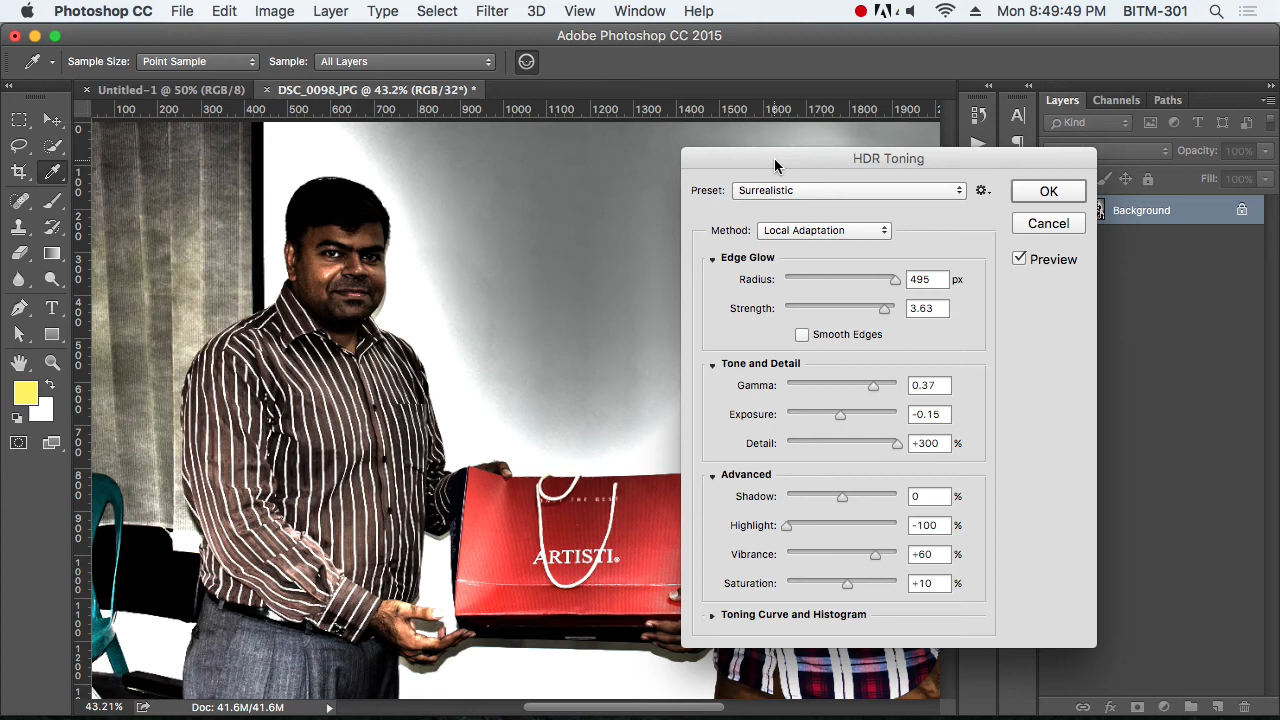 Photoshop CC File Edit Image Layer Type Select Filter 3D View Window Help Mon 8:49:49 PM BITM-301
Adobe Photoshop CC 2015
Sample Size: Point Sample Sample: All Layers
Untitled-1 @ 50% (RGB/8) DSC_0098.JPG @ 43.2% (RGB/32*) *
100 200 300 400 500 600 700 800 900 1000 1100 1200 1300 1400 1500 1600 1700 1800 1900
Layers Channels Paths
Kind
Opacity: 100%
Fill: 100%
Background
HDR Toning
Preset: Surrealistic
OK
Method: Local Adaptation
Cancel
Edge Glow
Preview
Radius: 495 px
Strength: 3.63
Smooth Edges
Tone and Detail
Gamma: 0.37
Exposure: -0.15
Detail: +300 %
Advanced
Shadow: 0 %
Highlight: -100 %
Vibrance: +60 %
Saturation: +10 %
Toning Curve and Histogram
ARTISTI.
43.21% Doc: 41.6M/41.6M